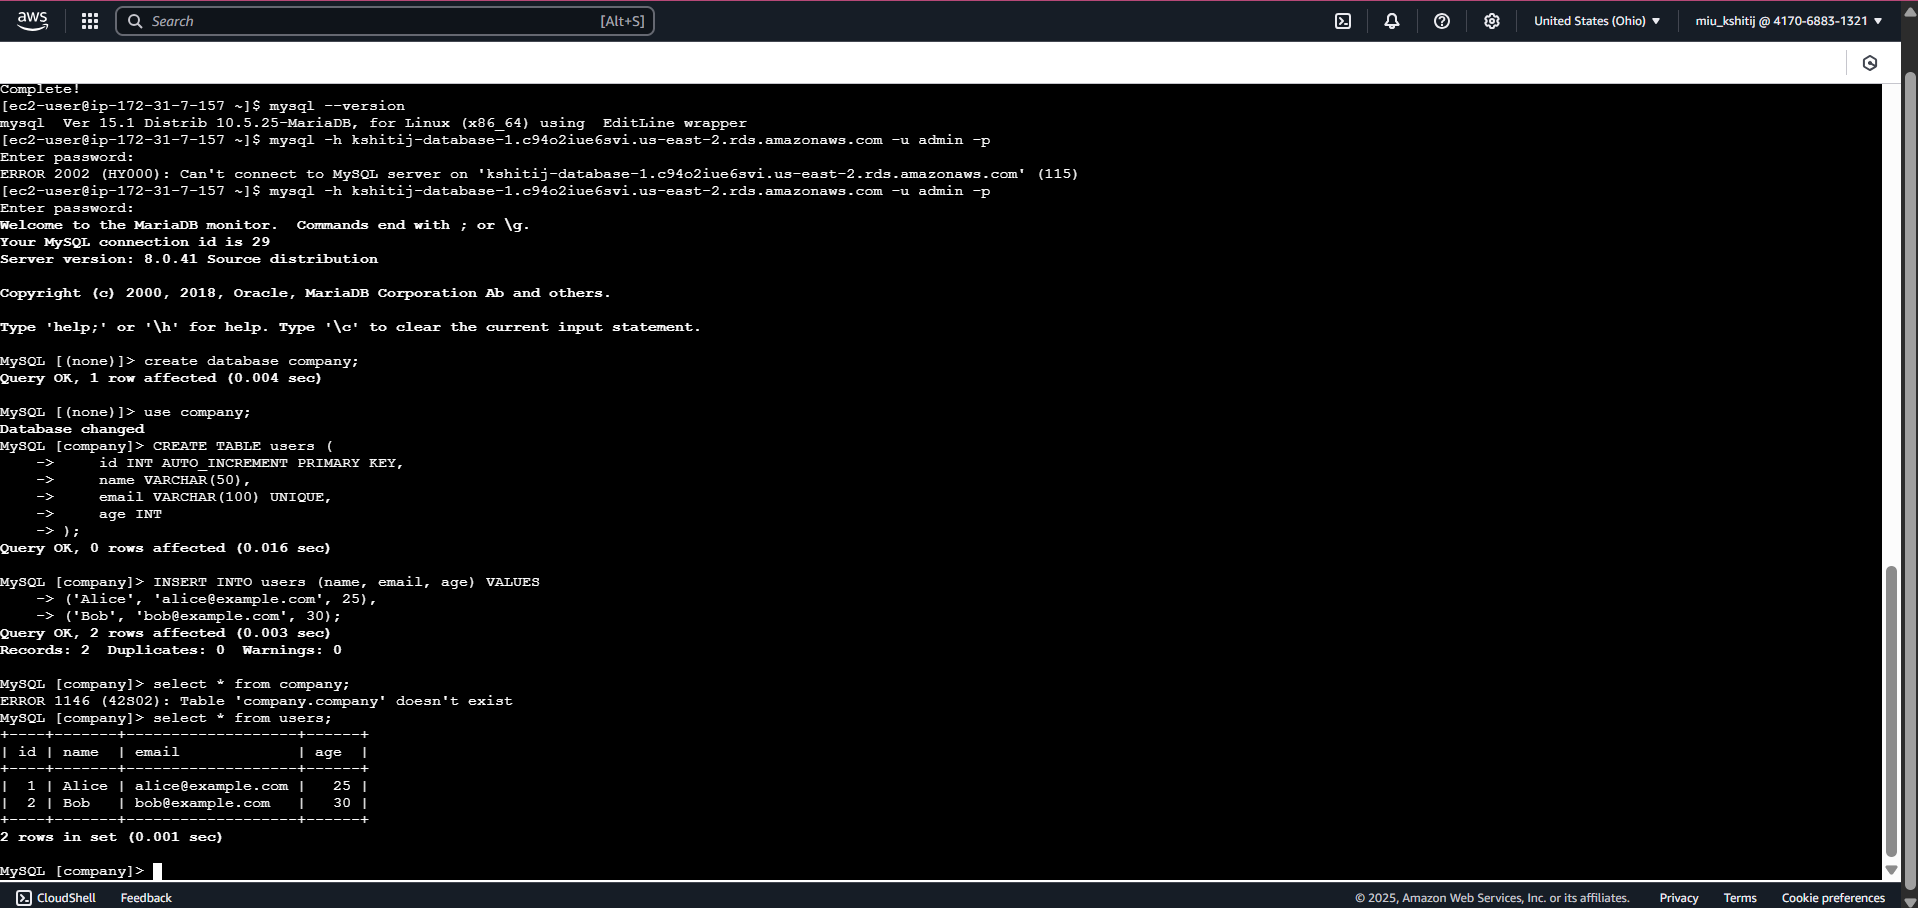 aws
Search [Alt+S]
United States (Ohio)
miu_kshitij @ 4170-6883-1321
Complete!
[ec2-user@ip-172-31-7-157 ~]$ mysql --version
mysql  Ver 15.1 Distrib 10.5.25-MariaDB, for Linux (x86_64) using  EditLine wrapper
[ec2-user@ip-172-31-7-157 ~]$ mysql -h kshitij-database-1.c94o2iue6svi.us-east-2.rds.amazonaws.com -u admin -p
Enter password:
ERROR 2002 (HY000): Can't connect to MySQL server on 'kshitij-database-1.c94o2iue6svi.us-east-2.rds.amazonaws.com' (115)
[ec2-user@ip-172-31-7-157 ~]$ mysql -h kshitij-database-1.c94o2iue6svi.us-east-2.rds.amazonaws.com -u admin -p
Enter password:
Welcome to the MariaDB monitor.  Commands end with ; or \g.
Your MySQL connection id is 29
Server version: 8.0.41 Source distribution
Copyright (c) 2000, 2018, Oracle, MariaDB Corporation Ab and others.
Type 'help;' or '\h' for help. Type '\c' to clear the current input statement.
MySQL [(none)]> create database company;
Query OK, 1 row affected (0.004 sec)
MySQL [(none)]> use company;
Database changed
MySQL [company]> CREATE TABLE users (
    ->     id INT AUTO_INCREMENT PRIMARY KEY,
    ->     name VARCHAR(50),
    ->     email VARCHAR(100) UNIQUE,
    ->     age INT
    -> );
Query OK, 0 rows affected (0.016 sec)
MySQL [company]> INSERT INTO users (name, email, age) VALUES
    -> ('Alice', 'alice@example.com', 25),
    -> ('Bob', 'bob@example.com', 30);
Query OK, 2 rows affected (0.003 sec)
Records: 2  Duplicates: 0  Warnings: 0
MySQL [company]> select * from company;
ERROR 1146 (42S02): Table 'company.company' doesn't exist
MySQL [company]> select * from users;
+----+-------+-------------------+------+
| id | name  | email             | age  |
+----+-------+-------------------+------+
|  1 | Alice | alice@example.com |   25 |
|  2 | Bob   | bob@example.com   |   30 |
+----+-------+-------------------+------+
2 rows in set (0.001 sec)
MySQL [company]>
CloudShell Feedback © 2025, Amazon Web Services, Inc. or its affiliates. Privacy Terms Cookie preferences